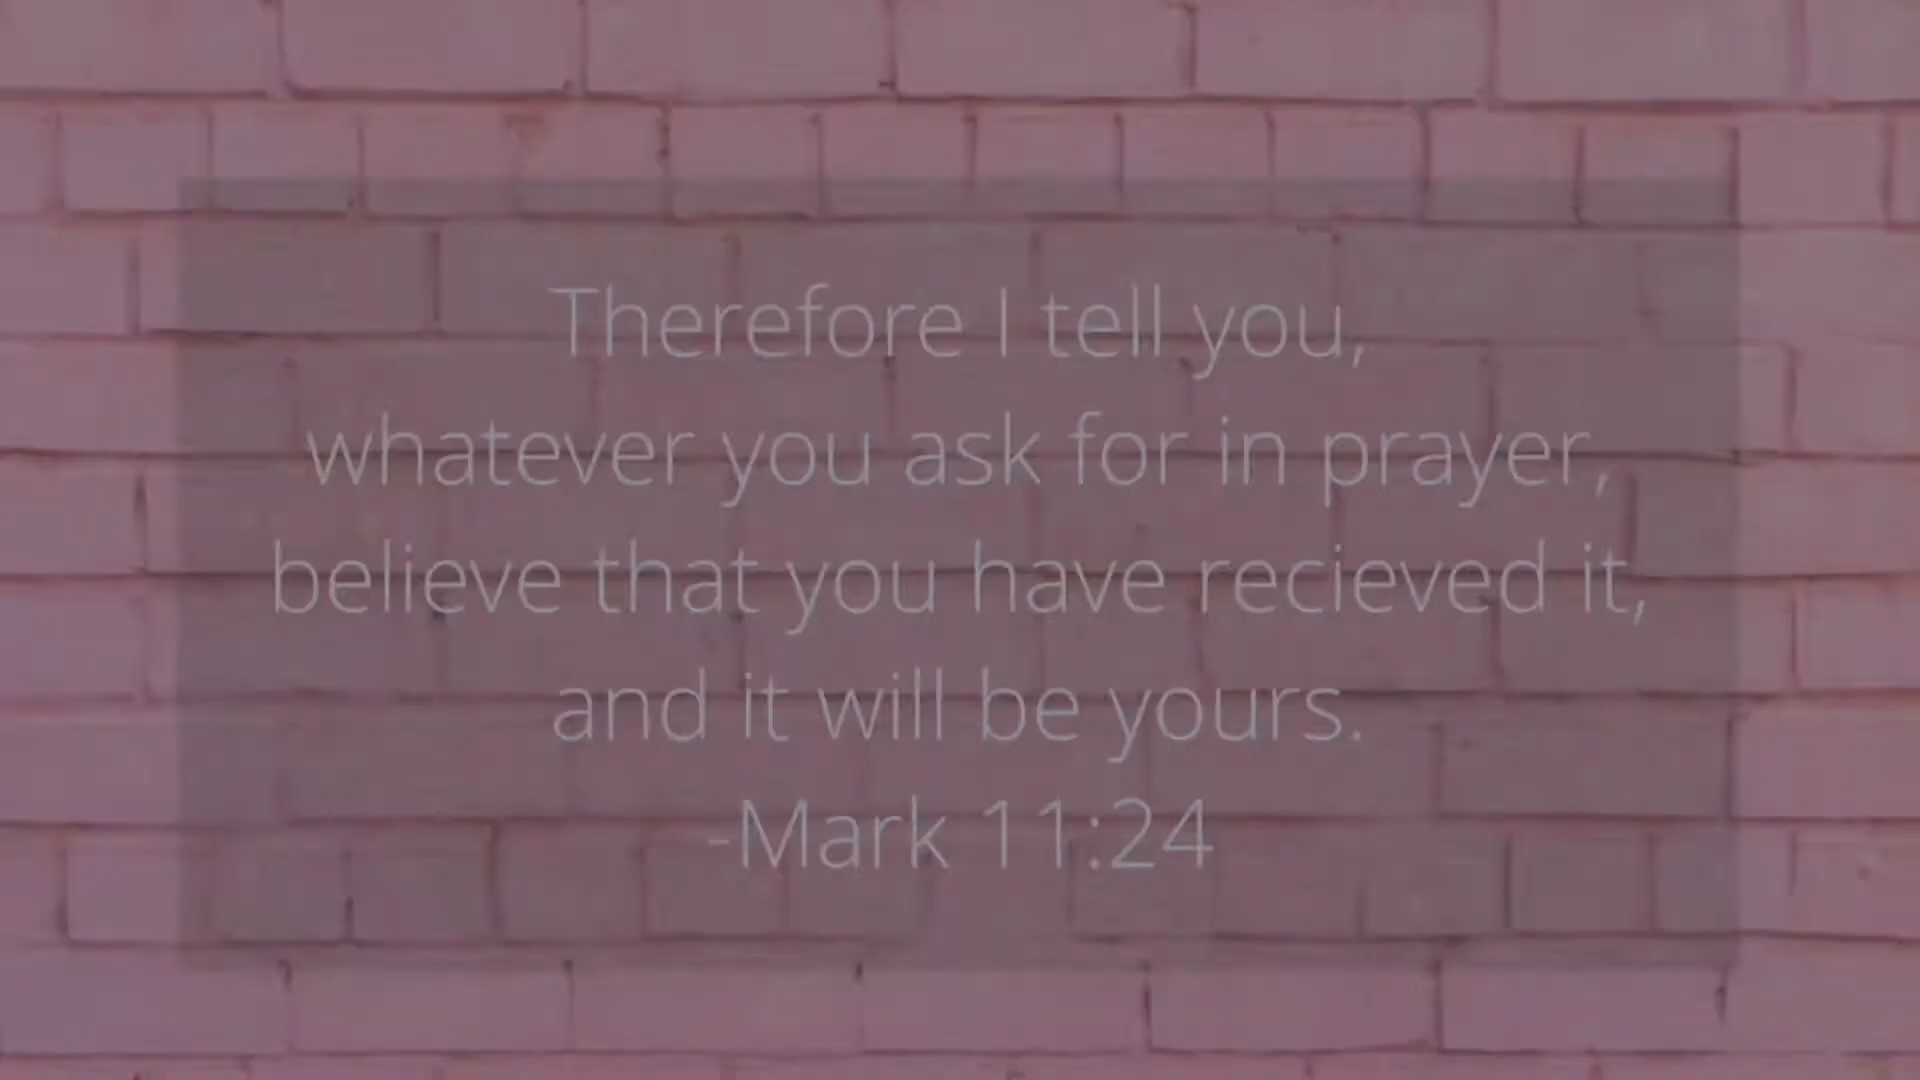 Therefore I tell you,
whatever you ask for in prayer,
believe that you have recieved it,
and it will be yours.
-Mark 11:24